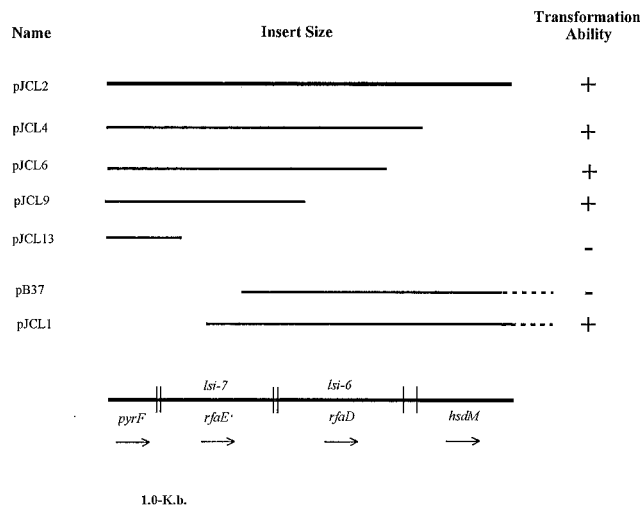 Name Insert Size Transformation Ability
pJCL2 +
pJCL4 +
pJCL6 +
pJCL9 +
pJCL13 -
pB37 -
pJCL1 +
lsi-7 lsi-6
pyrF rfaE rfaD hsdM
1.0-K.b.